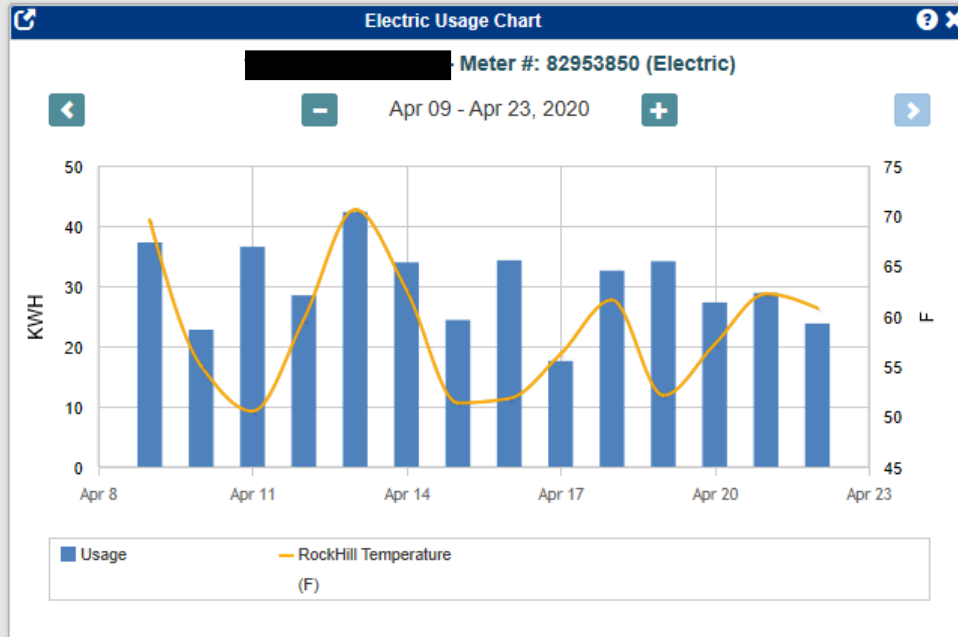 Electric Usage Chart
- Meter #: 82953850 (Electric)
Apr 09 - Apr 23, 2020
50
40
30
20
10
0
KWH
75
70
65
60
55
50
45
F
Apr 8
Apr 11
Apr 14
Apr 17
Apr 20
Apr 23
Usage
RockHill Temperature
(F)